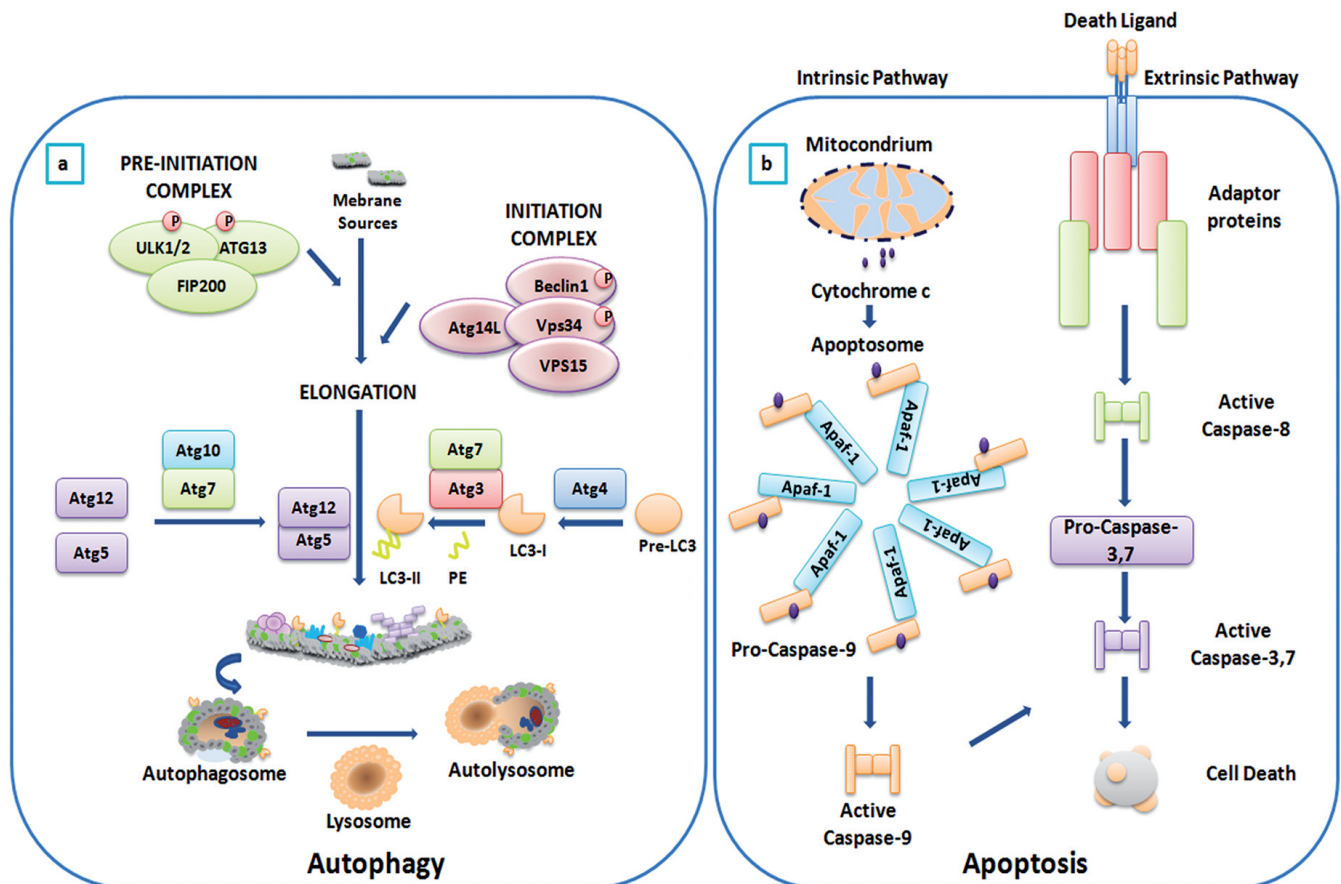 a
PRE-INITIATION
COMPLEX
P
P
ULK1/2
ATG13
FIP200
Mebrane
Sources
INITIATION
COMPLEX
Beclin1
P
Atg14L
Vps34
P
VPS15
ELONGATION
Atg12
Atg5
Atg10
Atg7
Atg12
Atg5
Atg7
Atg3
Atg4
LC3-II
PE
LC3-I
Pre-LC3
Autophagosome
Lysosome
Autolysosome
Autophagy
Death Ligand
Intrinsic Pathway
Extrinsic Pathway
b
Mitocondrium
Cytochrome c
Apoptosome
Apaf-1
Apaf-1
Apaf-1
Apaf-1
Apaf-1
Apaf-1
Apaf-1
Pro-Caspase-9
Active
Caspase-9
Adaptor
proteins
Active
Caspase-8
Pro-Caspase-
3,7
Active
Caspase-3,7
Cell Death
Apoptosis